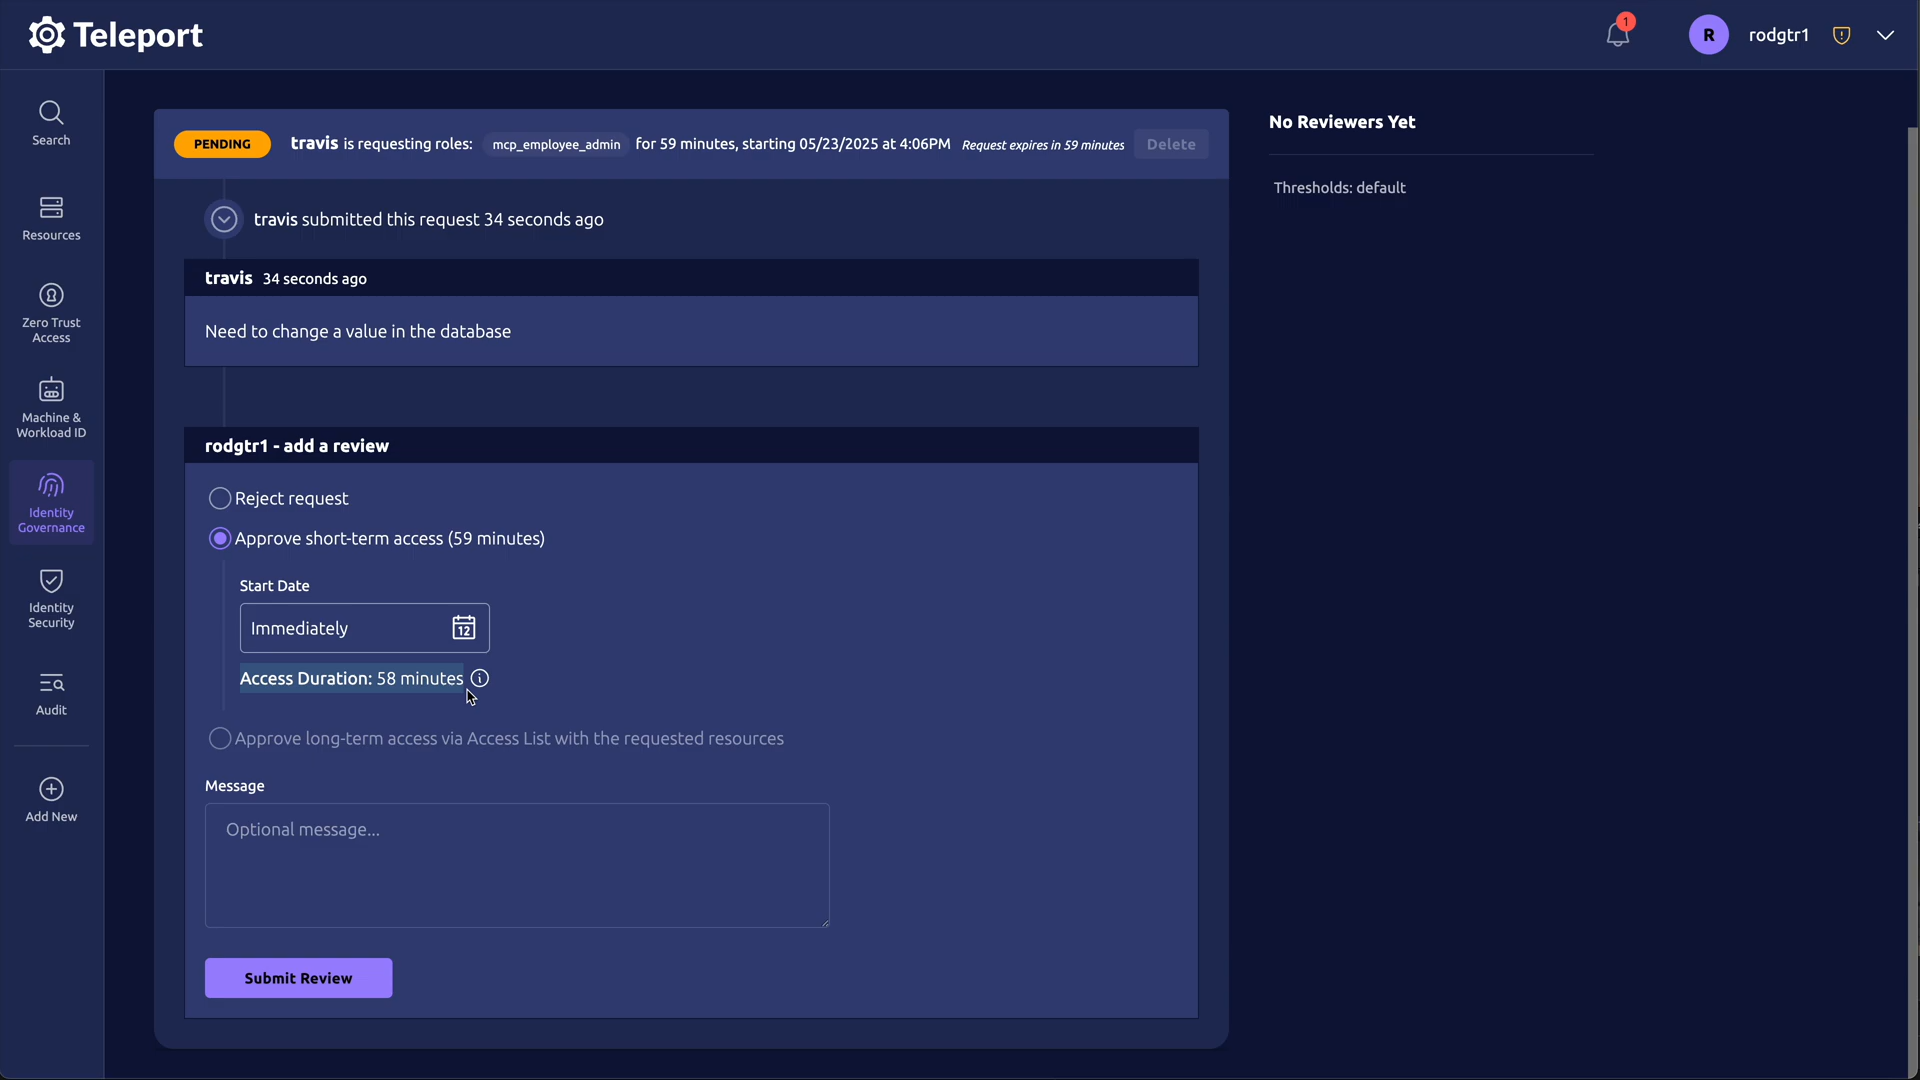 Teleport
1
R
rodgtr1
Search
Resources
Zero Trust
Access
Machine &
Workload ID
Identity
Governance
Identity
Security
Audit
Add New
PENDING
travis is requesting roles: mcp_employee_admin for 59 minutes, starting 05/23/2025 at 4:06PM Request expires in 59 minutes
Delete
travis submitted this request 34 seconds ago
travis 34 seconds ago
Need to change a value in the database
rodgtr1 - add a review
Reject request
Approve short-term access (59 minutes)
Start Date
Immediately
12
Access Duration: 58 minutes
Approve long-term access via Access List with the requested resources
Message
Optional message...
Submit Review
No Reviewers Yet
Thresholds: default